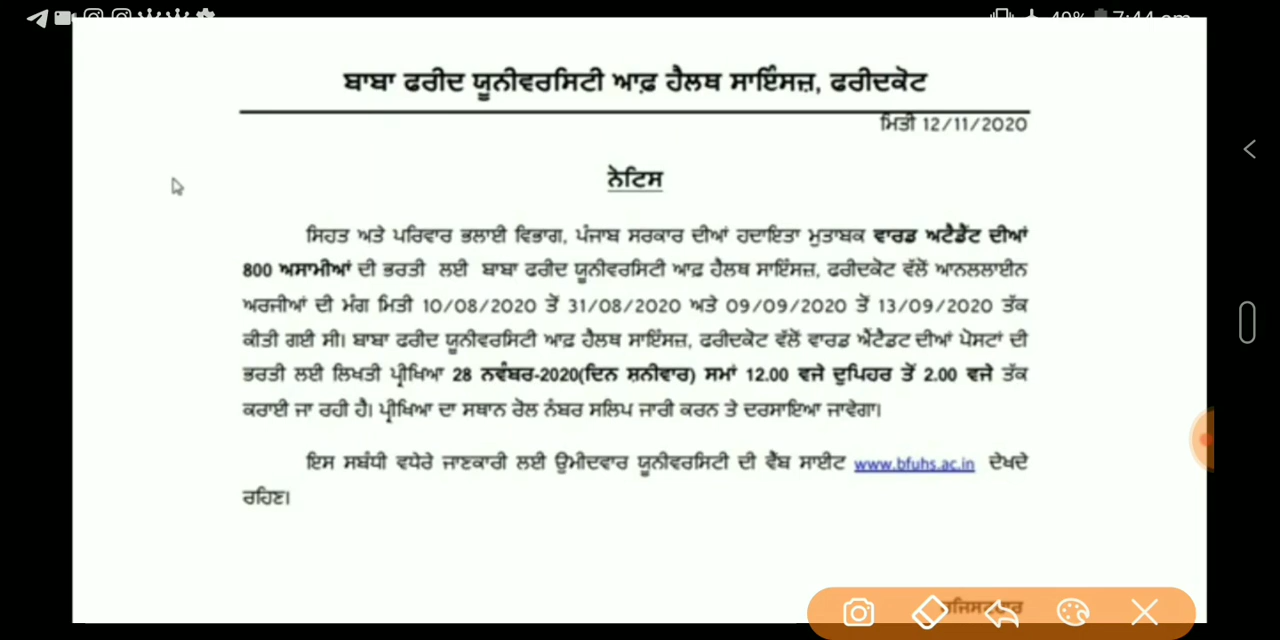 ਬਾਬਾ ਫਰੀਦ ਯੂਨੀਵਰਸਿਟੀ ਆਫ਼ ਹੈਲਥ ਸਾਇੰਸਜ਼, ਫਰੀਦਕੋਟ
ਮਿਤੀ 12/11/2020
ਨੋਟਿਸ
ਸਿਹਤ ਅਤੇ ਪਰਿਵਾਰ ਭਲਾਈ ਵਿਭਾਗ, ਪੰਜਾਬ ਸਰਕਾਰ ਦੀਆਂ ਹਦਾਇਤਾ ਮੁਤਾਬਕ ਵਾਰਡ ਅਟੈਡੈਂਟ ਦੀਆਂ
800 ਅਸਾਮੀਆਂ ਦੀ ਭਰਤੀ ਲਈ ਬਾਬਾ ਫਰੀਦ ਯੂਨੀਵਰਸਿਟੀ ਆਫ਼ ਹੈਲਥ ਸਾਇੰਸਜ਼, ਫਰੀਦਕੋਟ ਵੱਲੋਂ ਆਨਲਲਾਈਨ
ਅਰਜੀਆਂ ਦੀ ਮੰਗ ਮਿਤੀ 10/08/2020 ਤੋਂ 31/08/2020 ਅਤੇ 09/09/2020 ਤੋਂ 13/09/2020 ਤੱਕ
ਕੀਤੀ ਗਈ ਸੀ। ਬਾਬਾ ਫਰੀਦ ਯੂਨੀਵਰਸਿਟੀ ਆਫ਼ ਹੈਲਥ ਸਾਇੰਸਜ਼, ਫਰੀਦਕੋਟ ਵੱਲੋਂ ਵਾਰਡ ਐਂਟੈਡਟ ਦੀਆਂ ਪੋਸਟਾਂ ਦੀ
ਭਰਤੀ ਲਈ ਲਿਖਤੀ ਪ੍ਰੀਖਿਆ 28 ਨਵੰਬਰ-2020(ਦਿਨ ਸ਼ਨੀਵਾਰ) ਸਮਾਂ 12.00 ਵਜੇ ਦੁਪਿਹਰ ਤੋਂ 2.00 ਵਜੇ ਤੱਕ
ਕਰਾਈ ਜਾ ਰਹੀ ਹੈ। ਪ੍ਰੀਖਿਆ ਦਾ ਸਥਾਨ ਰੋਲ ਨੰਬਰ ਸਲਿਪ ਜਾਰੀ ਕਰਨ ਤੇ ਦਰਸਾਇਆ ਜਾਵੇਗਾ।
ਇਸ ਸਬੰਧੀ ਵਧੇਰੇ ਜਾਣਕਾਰੀ ਲਈ ਉਮੀਦਵਾਰ ਯੂਨੀਵਰਸਿਟੀ ਦੀ ਵੈੱਬ ਸਾਈਟ www.bfuhs.ac.in ਦੇਖਦੇ
ਰਹਿਣ।